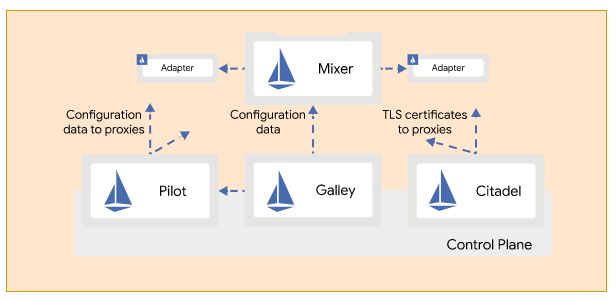 Adapter
Mixer
Adapter
Configuration
data to proxies
Configuration
data
TLS certificates
to proxies
Pilot
Galley
Citadel
Control Plane